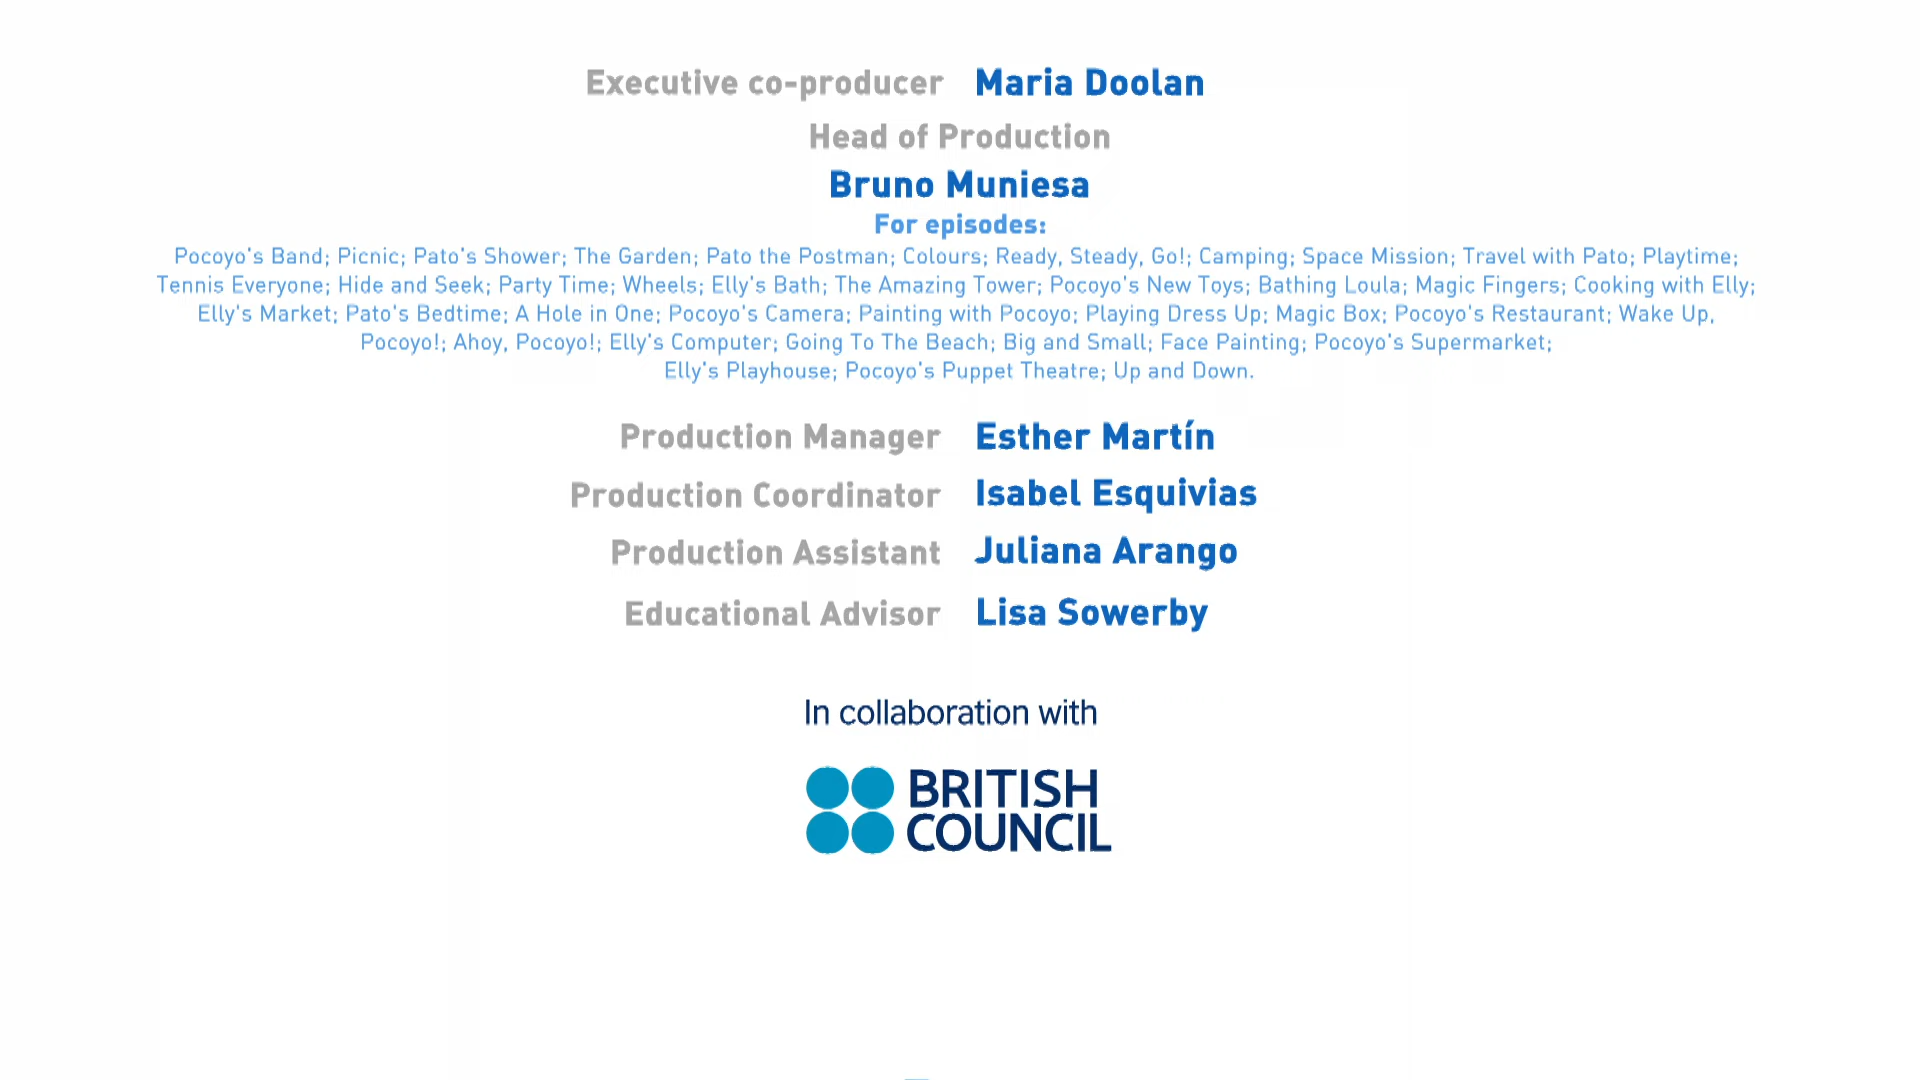 Executive co-producer Maria Doolan
Head of Production
Bruno Muniesa
For episodes:
Pocoyo's Band; Picnic; Pato's Shower; The Garden; Pato the Postman; Colours; Ready, Steady, Go!; Camping; Space Mission; Travel with Pato; Playtime;
Tennis Everyone; Hide and Seek; Party Time; Wheels; Elly's Bath; The Amazing Tower; Pocoyo's New Toys; Bathing Loula; Magic Fingers; Cooking with Elly;
Elly's Market; Pato's Bedtime; A Hole in One; Pocoyo's Camera; Painting with Pocoyo; Playing Dress Up; Magic Box; Pocoyo's Restaurant; Wake Up,
Pocoyo!; Ahoy, Pocoyo!; Elly's Computer; Going To The Beach; Big and Small; Face Painting; Pocoyo's Supermarket;
Elly's Playhouse; Pocoyo's Puppet Theatre; Up and Down.
Production Manager Esther Martín
Production Coordinator Isabel Esquivias
Production Assistant Juliana Arango
Educational Advisor Lisa Sowerby
In collaboration with
BRITISH
COUNCIL